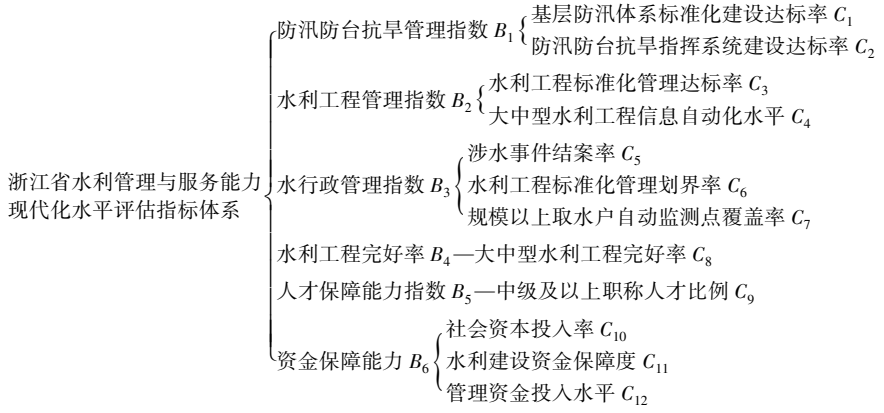 浙江省水利管理与服务能力
现代化水平评估指标体系
防汛防台抗旱管理指数 B₁
基层防汛体系标准化建设达标率 C₁
防汛防台抗旱指挥系统建设达标率 C₂
水利工程管理指数 B₂
水利工程标准化管理达标率 C₃
大中型水利工程信息自动化水平 C₄
水行政管理指数 B₃
涉水事件结案率 C₅
水利工程标准化管理划界率 C₆
规模以上取水户自动监测点覆盖率 C₇
水利工程完好率 B₄—大中型水利工程完好率 C₈
人才保障能力指数 B₅—中级及以上职称人才比例 C₉
资金保障能力 B₆
社会资本投入率 C₁₀
水利建设资金保障度 C₁₁
管理资金投入水平 C₁₂